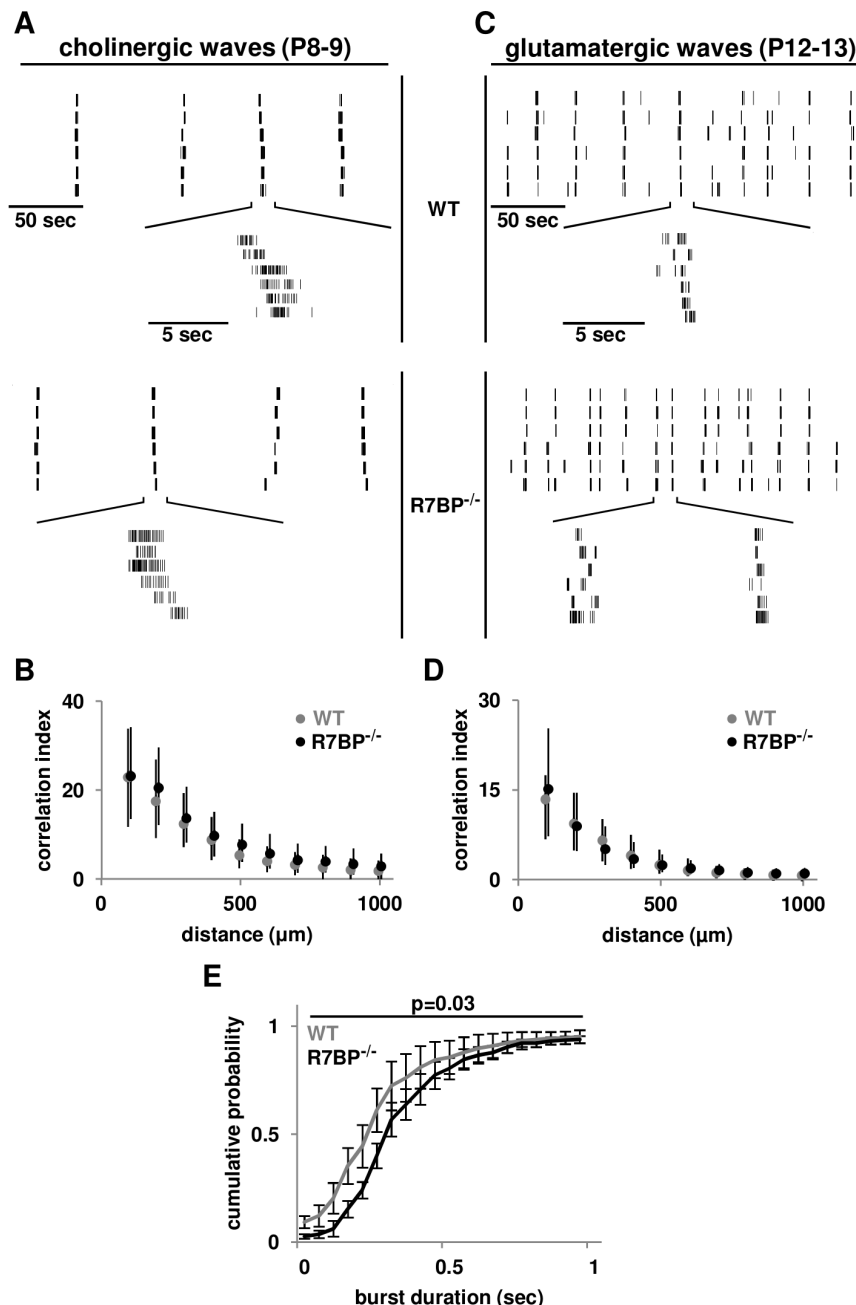 A
cholinergic waves (P8-9)
C
glutamatergic waves (P12-13)
50 sec
WT
50 sec
5 sec
5 sec
R7BP-/-
B
40
20
0
correlation index
WT
R7BP-/-
0
500
1000
distance (µm)
D
30
15
0
correlation index
WT
R7BP-/-
0
500
1000
distance (µm)
E
p=0.03
1
0.5
0
cumulative probability
WT
R7BP-/-
0
0.5
1
burst duration (sec)